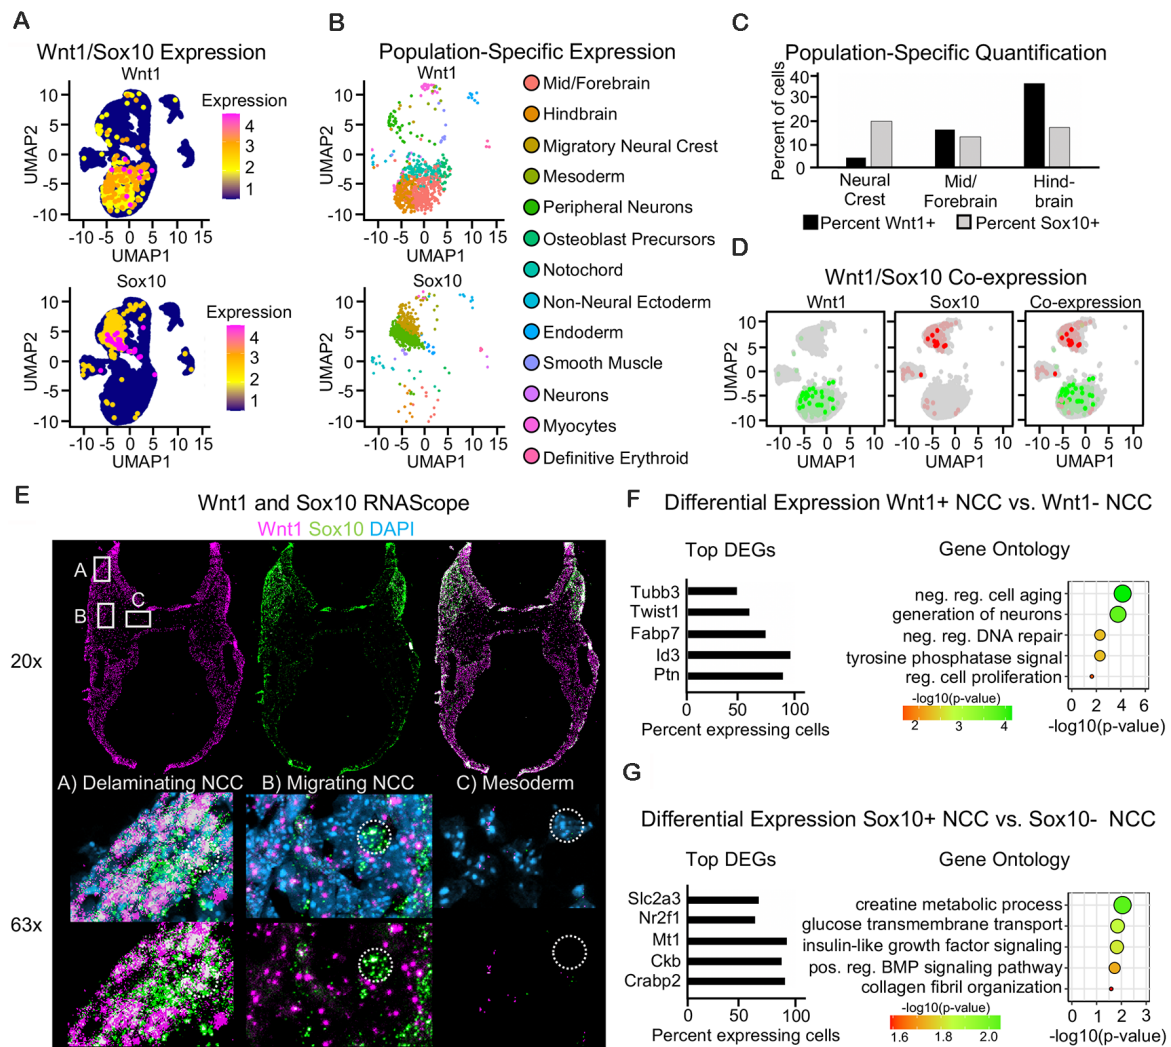 A
Wnt1/Sox10 Expression
Wnt1
Expression
4
3
2
1
UMAP2
10
5
0
-5
-10
-10 -5 0 5 10 15
UMAP1
Sox10
Expression
4
3
2
1
UMAP2
10
5
0
-5
-10
-10 -5 0 5 10 15
UMAP1
B
Population-Specific Expression
Wnt1
UMAP2
10
5
0
-5
-10
-10 -5 0 5 10 15
UMAP1
Sox10
UMAP2
10
5
0
-5
-10
-10 -5 0 5 10 15
UMAP1
Mid/Forebrain
Hindbrain
Migratory Neural Crest
Mesoderm
Peripheral Neurons
Osteoblast Precursors
Notochord
Non-Neural Ectoderm
Endoderm
Smooth Muscle
Neurons
Myocytes
Definitive Erythroid
C
Population-Specific Quantification
Percent of cells
40
30
20
10
0
Neural
Crest
Mid/
Forebrain
Hind-
brain
Percent Wnt1+ Percent Sox10+
D
Wnt1/Sox10 Co-expression
Wnt1 Sox10 Co-expression
UMAP2
10
5
0
-5
-10
-10 -5 0 5 10
UMAP1
-10 -5 0 5 10
UMAP1
-10 -5 0 5 10
UMAP1
E
Wnt1 and Sox10 RNAScope
Wnt1 Sox10 DAPI
A
B
C
20x
A) Delaminating NCC B) Migrating NCC C) Mesoderm
63x
F
Differential Expression Wnt1+ NCC vs. Wnt1- NCC
Top DEGs
Tubb3
Twist1
Fabp7
Id3
Ptn
0 50 100
Percent expressing cells
Gene Ontology
neg. reg. cell aging
generation of neurons
neg. reg. DNA repair
tyrosine phosphatase signal
reg. cell proliferation
-log10(p-value)
2 3 4
0 2 4 6
-log10(p-value)
G
Differential Expression Sox10+ NCC vs. Sox10- NCC
Top DEGs
Slc2a3
Nr2f1
Mt1
Ckb
Crabp2
0 50 100
Percent expressing cells
Gene Ontology
creatine metabolic process
glucose transmembrane transport
insulin-like growth factor signaling
pos. reg. BMP signaling pathway
collagen fibril organization
-log10(p-value)
1.6 1.8 2.0
0 1 2 3
-log10(p-value)